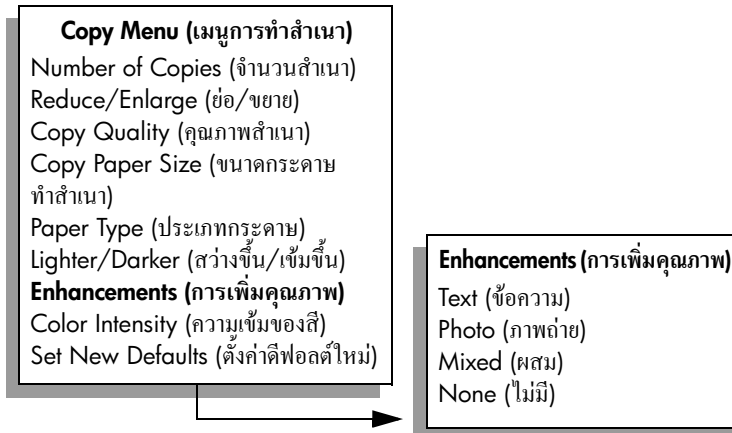 Copy Menu (เมนูการทำสำเนา)
Number of Copies (จำนวนสำเนา)
Reduce/Enlarge (ย่อ/ขยาย)
Copy Quality (คุณภาพสำเนา)
Copy Paper Size (ขนาดกระดาษ
ทำสำเนา)
Paper Type (ประเภทกระดาษ)
Lighter/Darker (สว่างขึ้น/เข้มขึ้น)
Enhancements (การเพิ่มคุณภาพ)
Color Intensity (ความเข้มของสี)
Set New Defaults (ตั้งค่าดีฟอลต์ใหม่)
Enhancements (การเพิ่มคุณภาพ)
Text (ข้อความ)
Photo (ภาพถ่าย)
Mixed (ผสม)
None (ไม่มี)